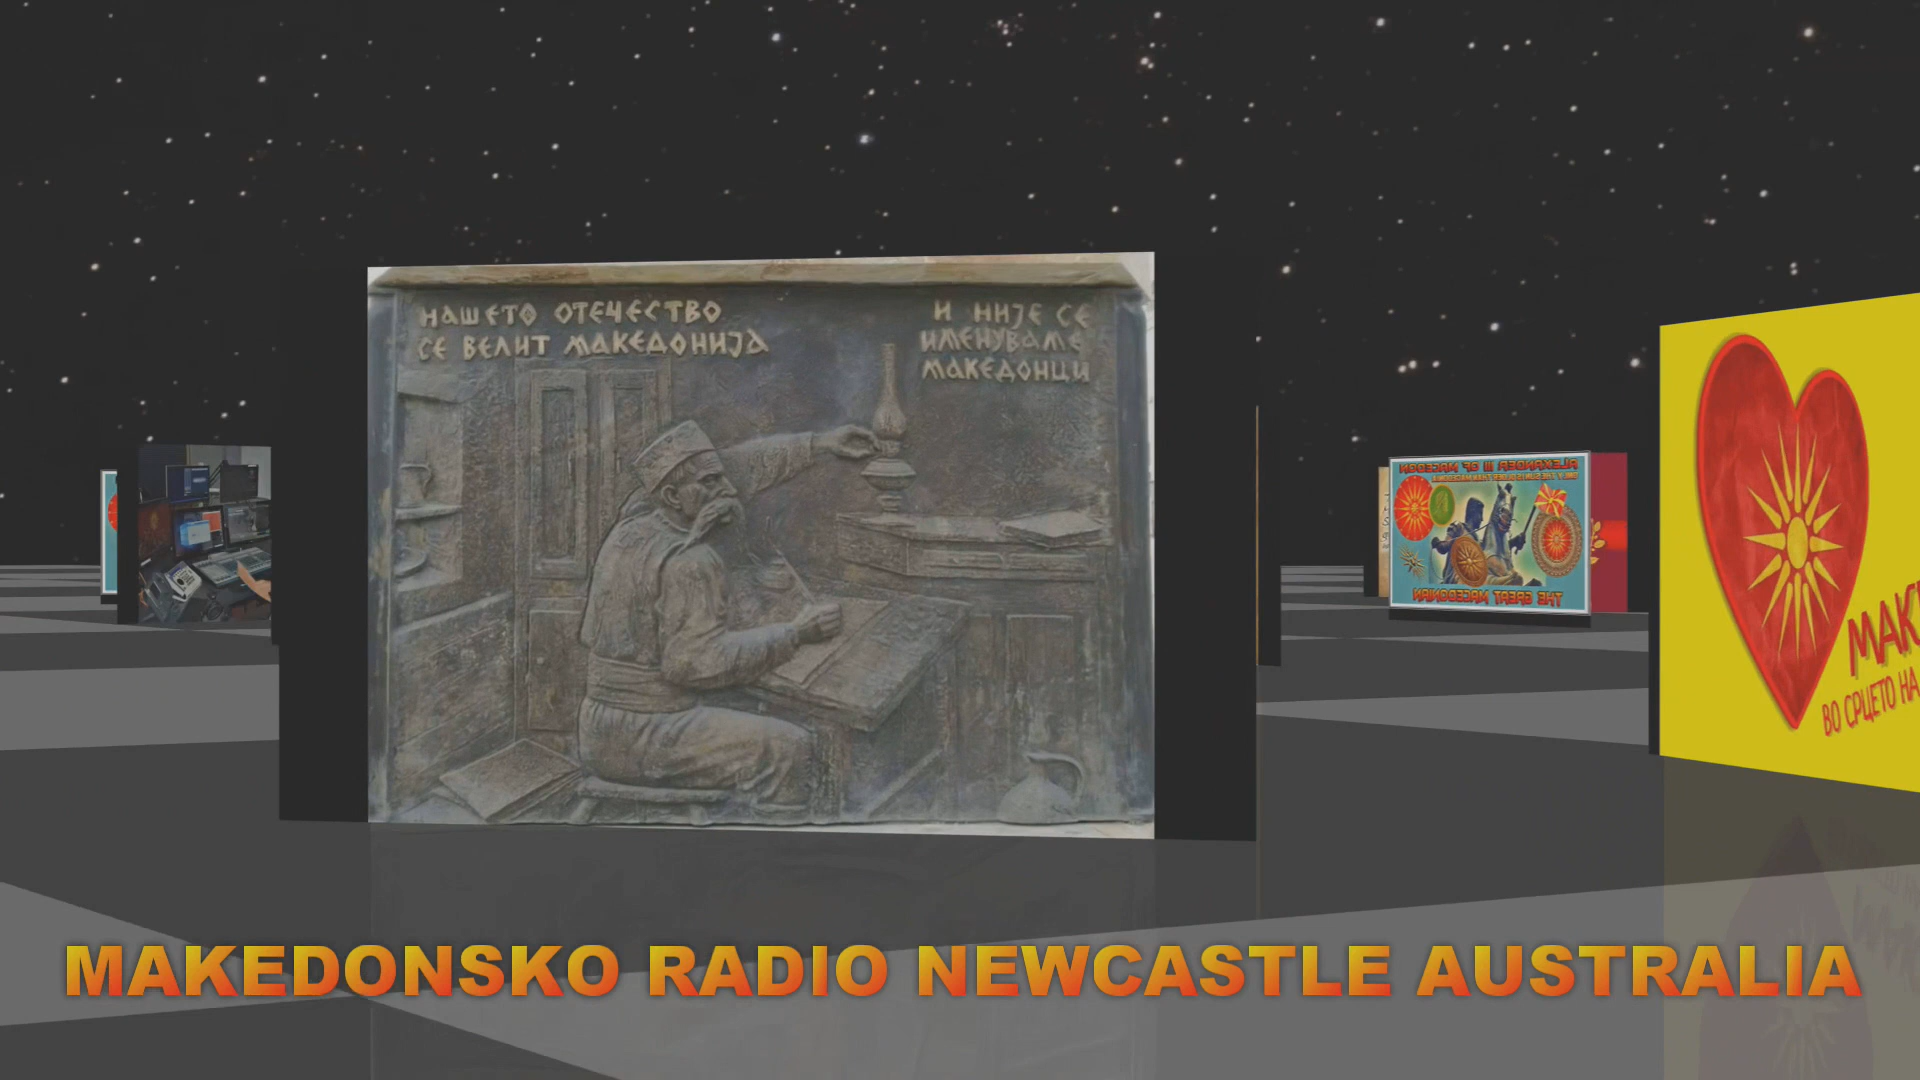 НАШЕТО ОТЕЧЕСТВО
СЕ ВЕЛИТ МАКЕДОНИЈА
И НИЈЕ СЕ
ИМЕНУВАМЕ
МАКЕДОНЦИ
ALEXANDER III OF MACEDON
THE GREAT MACEDONIAN
МАК
ВО СРЦЕТО НА
MAKEDONSKO RADIO NEWCASTLE AUSTRALIA